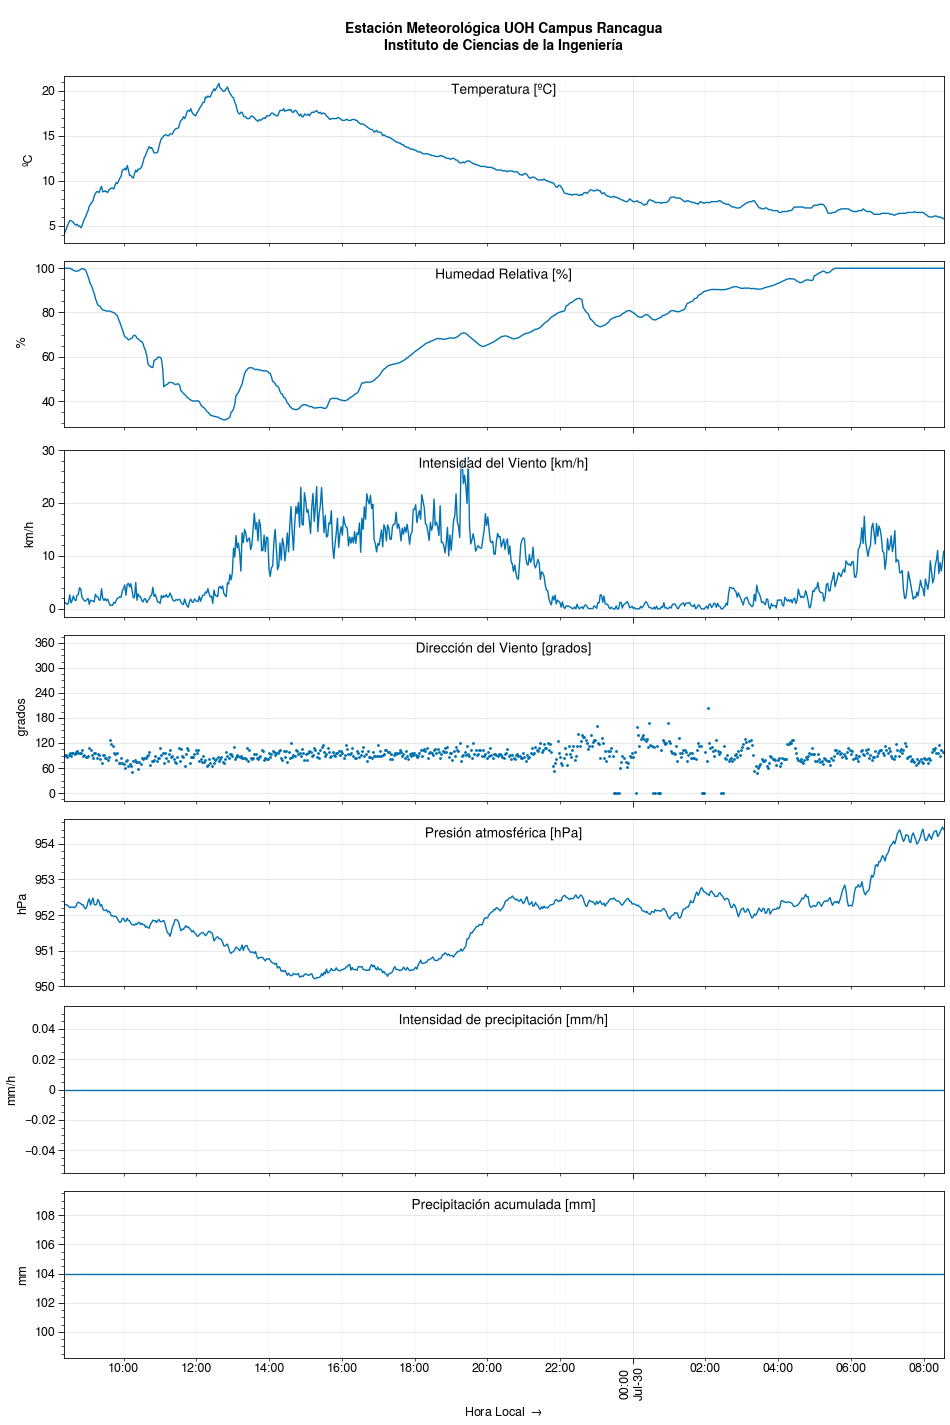 Estación Meteorológica UOH Campus Rancagua
Instituto de Ciencias de la Ingeniería
Temperatura [ºC]
20
15
10
5
ºC
Humedad Relativa [%]
100
80
60
40
%
Intensidad del Viento [km/h]
30
20
10
0
km/h
Dirección del Viento [grados]
360
300
240
180
120
60
0
grados
Presión atmosférica [hPa]
954
953
952
951
950
hPa
Intensidad de precipitación [mm/h]
0.04
0.02
0
−0.02
−0.04
mm/h
Precipitación acumulada [mm]
108
106
104
102
100
mm
10:00 12:00 14:00 16:00 18:00 20:00 22:00 00:00 02:00 04:00 06:00 08:00
Jul-30
Hora Local →